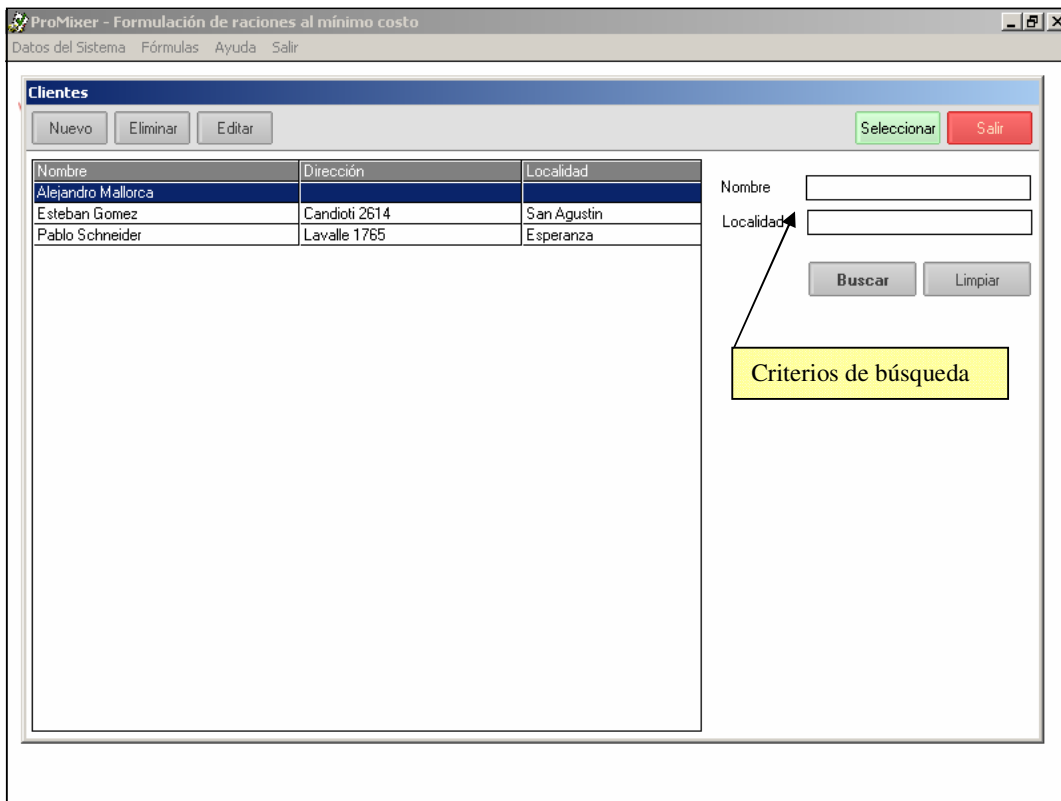 ProMixer - Formulación de raciones al mínimo costo
Datos del Sistema Fórmulas Ayuda Salir
Clientes
Nuevo Eliminar Editar Seleccionar Salir
Nombre Dirección Localidad
Alejandro Mallorca
Esteban Gomez Candioti 2614 San Agustin
Pablo Schneider Lavalle 1765 Esperanza
Nombre
Localidad
Buscar Limpiar
Criterios de búsqueda